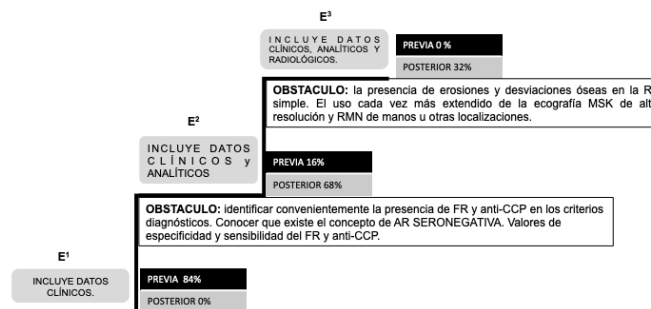 E3
INCLUYE DATOS
CLÍNICOS, ANALÍTICOS Y
RADIOLÓGICOS.
PREVIA 0 %
POSTERIOR 32%
OBSTACULO: la presencia de erosiones y desviaciones óseas en la R
simple. El uso cada vez más extendido de la ecografía MSK de alt
resolución y RMN de manos u otras localizaciones.
E2
INCLUYE DATOS
CLÍNICOS y
ANALÍTICOS
PREVIA 16%
POSTERIOR 68%
OBSTACULO: identificar convenientemente la presencia de FR y anti-CCP en los criterios
diagnósticos. Conocer que existe el concepto de AR SERONEGATIVA. Valores de
especificidad y sensibilidad del FR y anti-CCP.
E1
INCLUYE DATOS
CLÍNICOS.
PREVIA 84%
POSTERIOR 0%